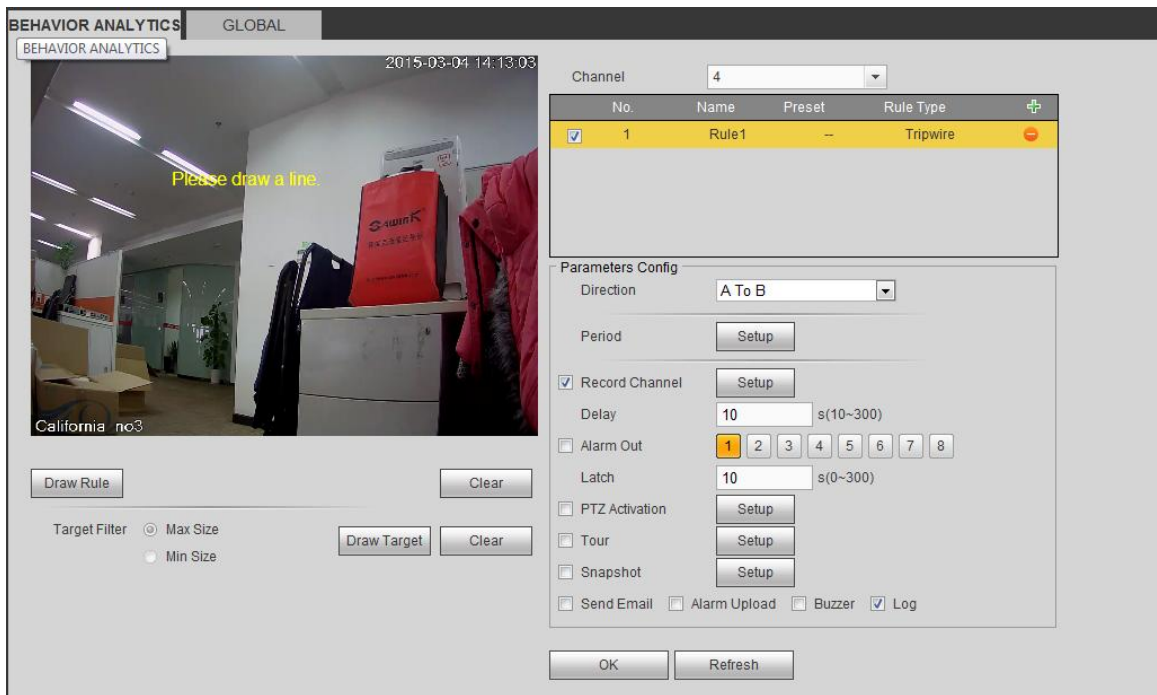 BEHAVIOR ANALYTICS GLOBAL
BEHAVIOR ANALYTICS
2015-03-04 14:13:03
Please draw a line.
SAWINK
California no3
Draw Rule Clear
Target Filter Max Size
Min Size
Draw Target Clear
Channel 4
No. Name Preset Rule Type
1 Rule1 -- Tripwire
Parameters Config
Direction A To B
Period Setup
Record Channel Setup
Delay 10 s(10~300)
Alarm Out 1 2 3 4 5 6 7 8
Latch 10 s(0~300)
PTZ Activation Setup
Tour Setup
Snapshot Setup
Send Email Alarm Upload Buzzer Log
OK Refresh